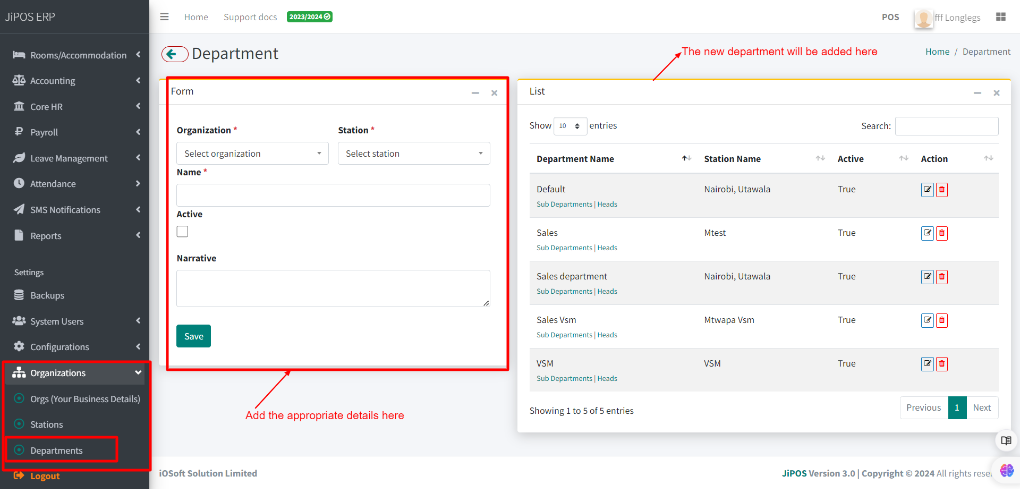 JiPOS ERP
Home Support docs 2023/2024 POS fff Longlegs
Department
The new department will be added here
Home / Department
Rooms/Accommodation
Accounting
Core HR
Payroll
Leave Management
Attendance
SMS Notifications
Reports
Settings
Backups
System Users
Configurations
Organizations
Orgs (Your Business Details)
Stations
Departments
Logout
Form
Organization * Station *
Select organization Select station
Name *
Active
Narrative
Save
Add the appropriate details here
List
Show 10 entries Search:
Department Name Station Name Active Action
Default Nairobi, Utawala True
Sub Departments | Heads
Sales Mtest True
Sub Departments | Heads
Sales department Nairobi, Utawala True
Sub Departments | Heads
Sales Vsm Mtwapa Vsm True
Sub Departments | Heads
VSM VSM True
Sub Departments | Heads
Showing 1 to 5 of 5 entries Previous 1 Next
iOSoft Solution Limited JiPOS Version 3.0 | Copyright © 2024 All rights